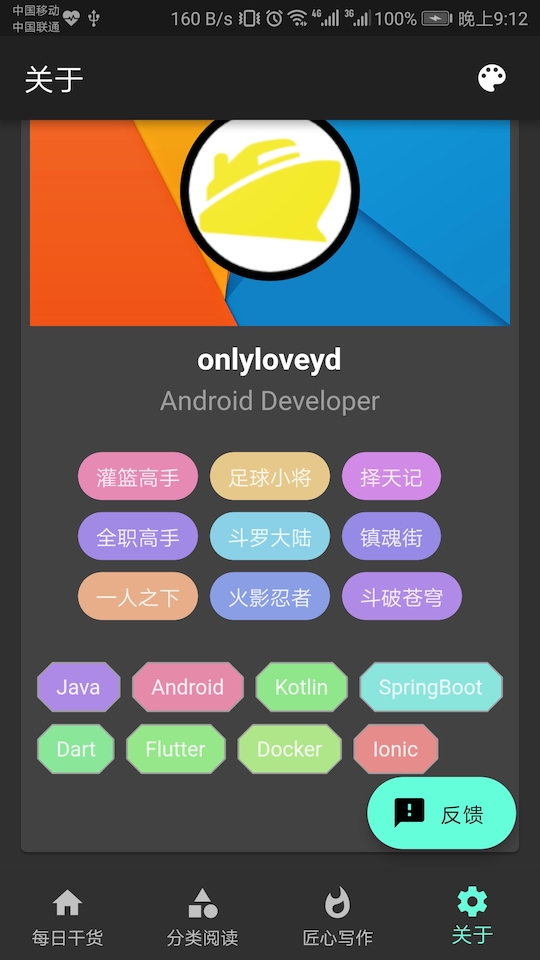 中国移动
中国联通
160 B/s 4G 3G 100% 晚上9:12
关于
onlyloveyd
Android Developer
灌篮高手 足球小将 择天记
全职高手 斗罗大陆 镇魂街
一人之下 火影忍者 斗破苍穹
Java Android Kotlin SpringBoot
Dart Flutter Docker Ionic
反馈
每日干货 分类阅读 匠心写作 关于